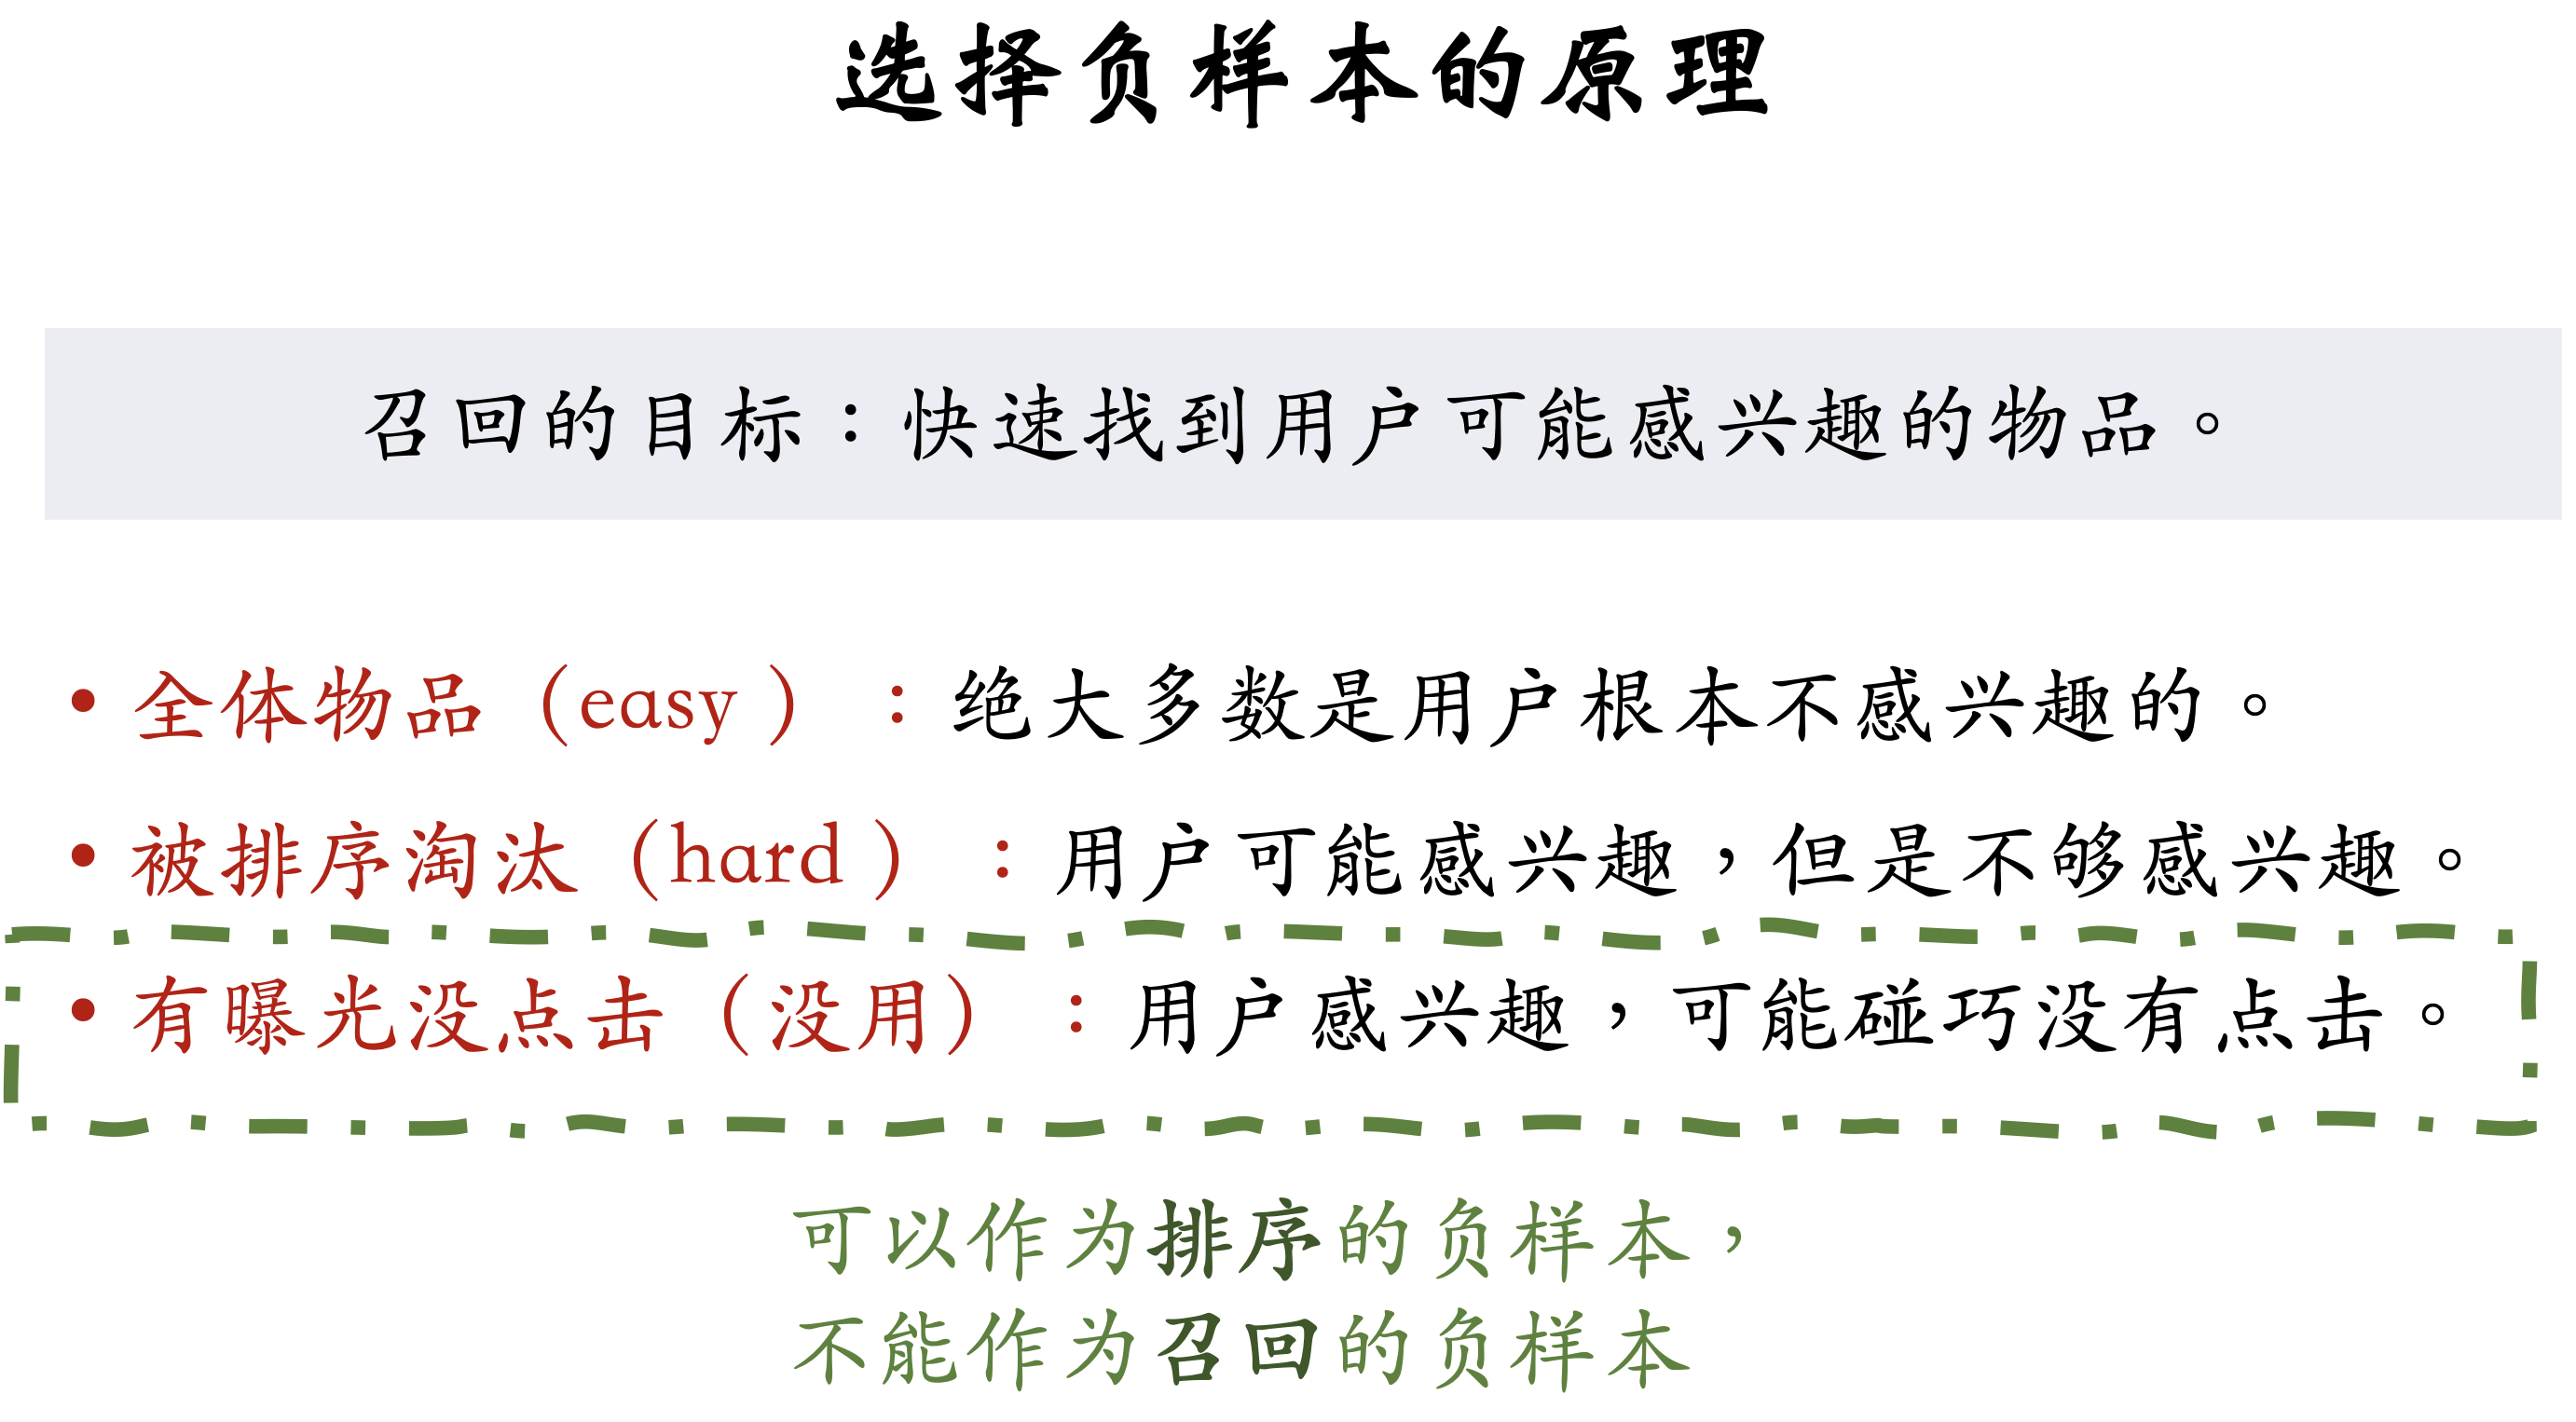 选择负样本的原理
召回的目标：快速找到用户可能感兴趣的物品。
• 全体物品（easy）：绝大多数是用户根本不感兴趣的。
• 被排序淘汰（hard）：用户可能感兴趣，但是不够感兴趣。
• 有曝光没点击（没用）：用户感兴趣，可能碰巧没有点击。
可以作为排序的负样本，
不能作为召回的负样本